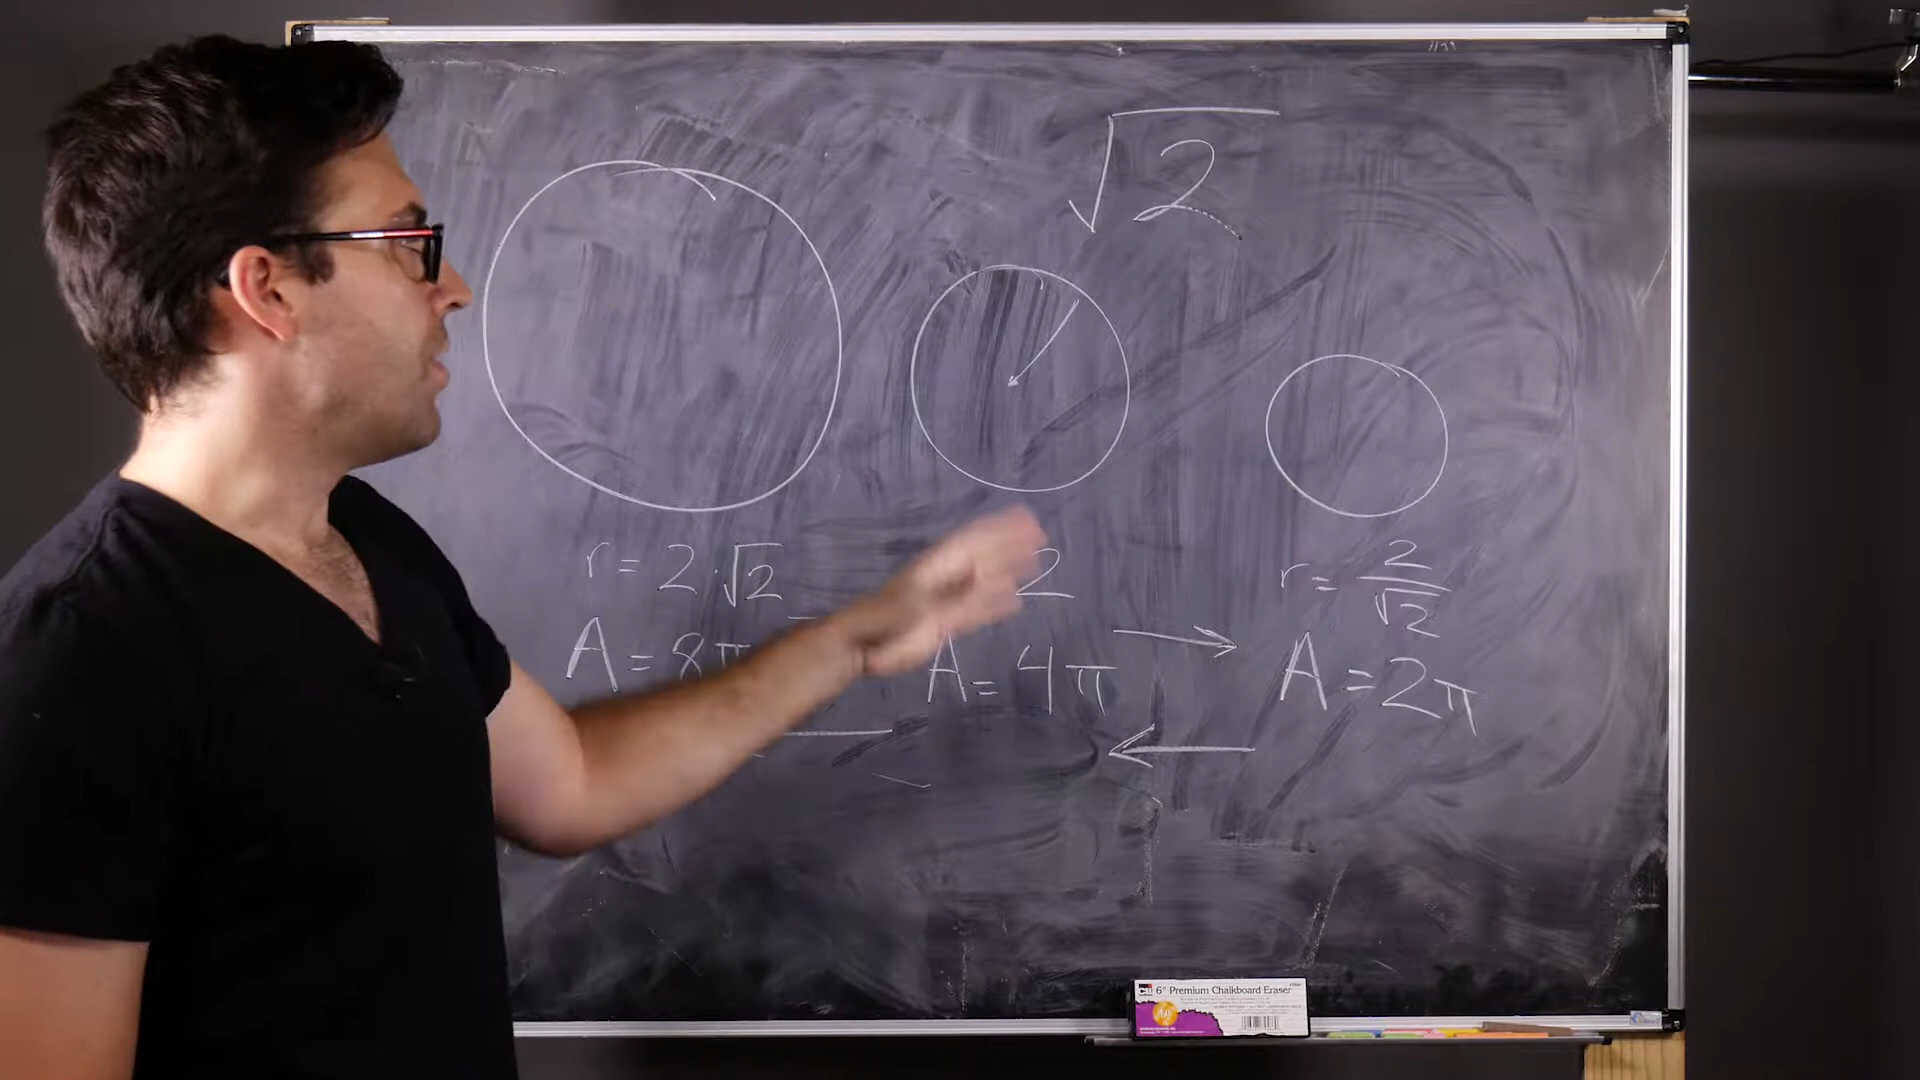 √2
r = 2·√2
2
r = 2/√2
A = 8π
A = 4π
A = 2π
6" Premium Chalkboard Eraser